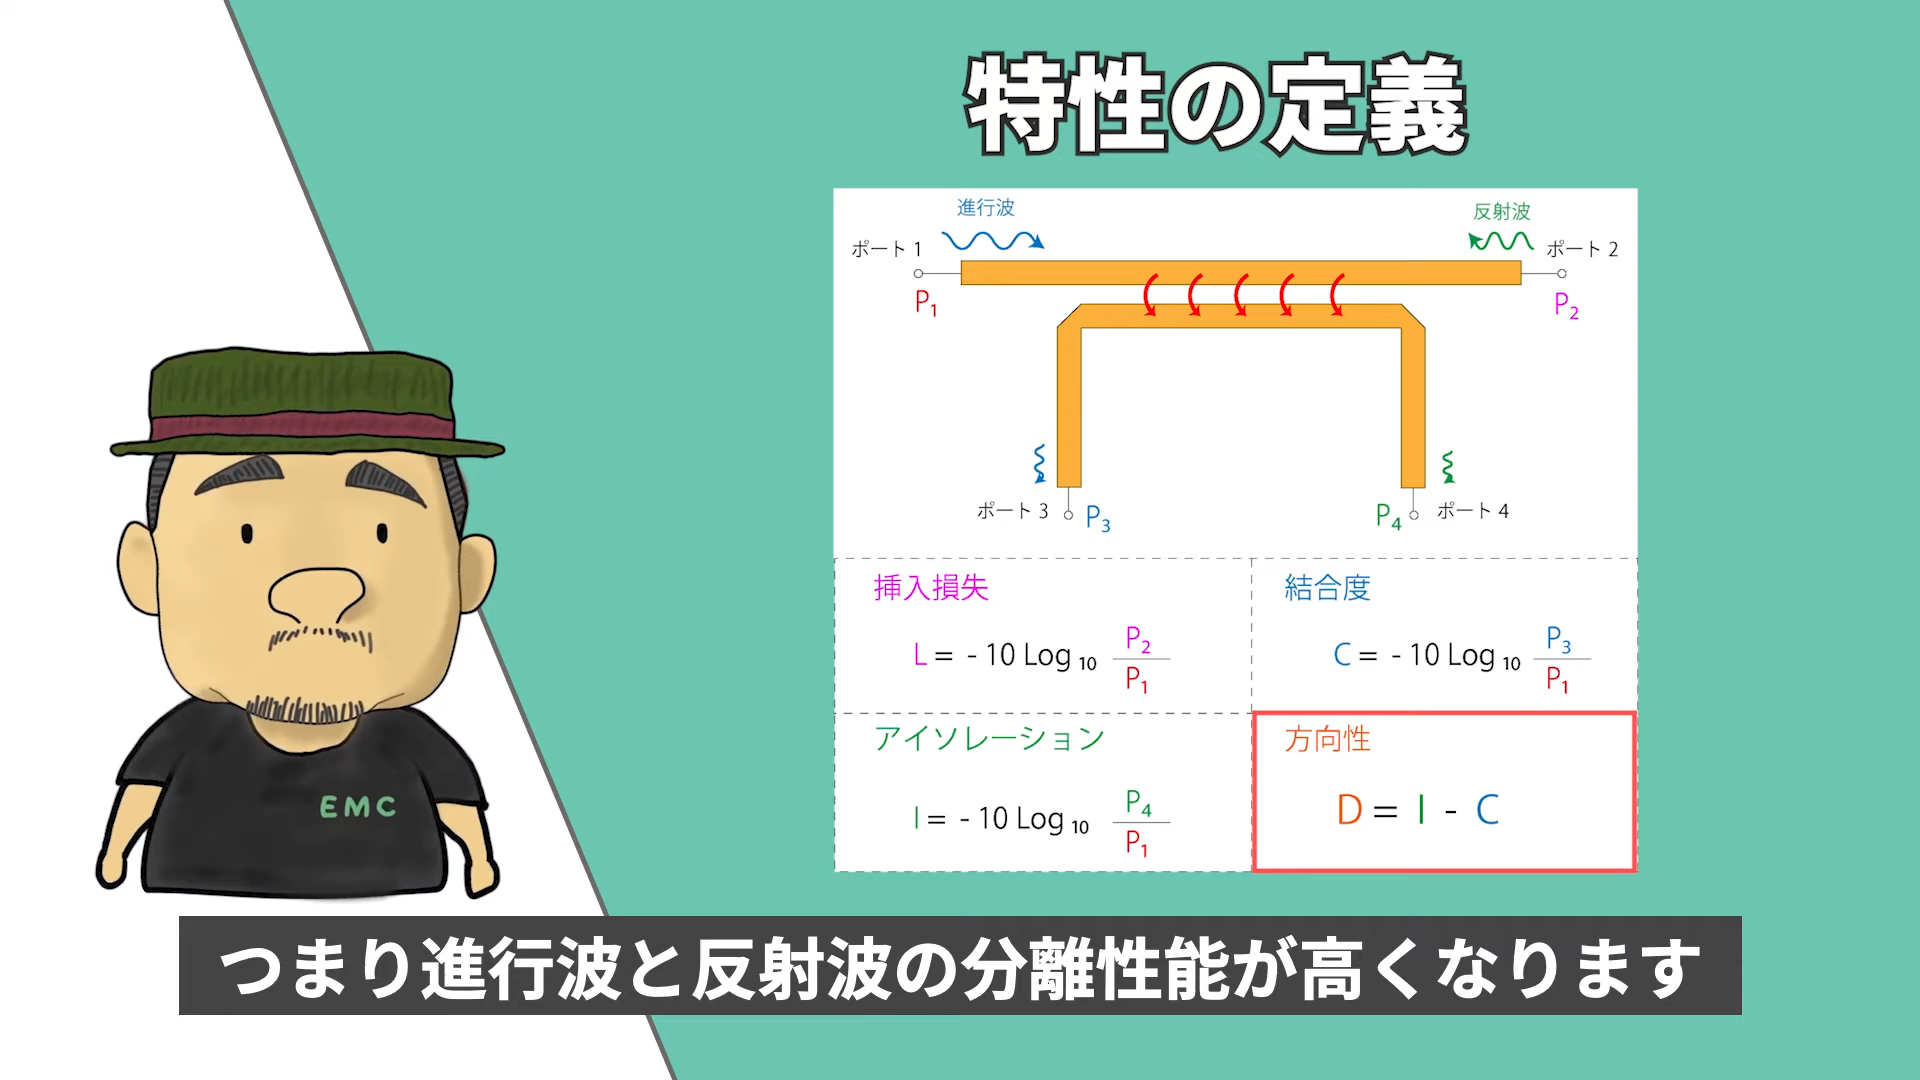 特性の定義
進行波
反射波
ポート 1
ポート 2
P1
P2
ポート 3
P3
P4
ポート 4
挿入損失
L = - 10 Log 10 P2 / P1
結合度
C = - 10 Log 10 P3 / P1
アイソレーション
I = - 10 Log 10 P4 / P1
方向性
D = I - C
EMC
つまり進行波と反射波の分離性能が高くなります